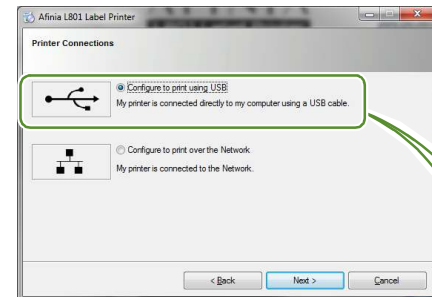 Afinia L801 Label Printer
Printer Connections
Configure to print using USB
My printer is connected directly to my computer using a USB cable.
Configure to print over the Network.
My printer is connected to the Network.
< Back
Next >
Cancel